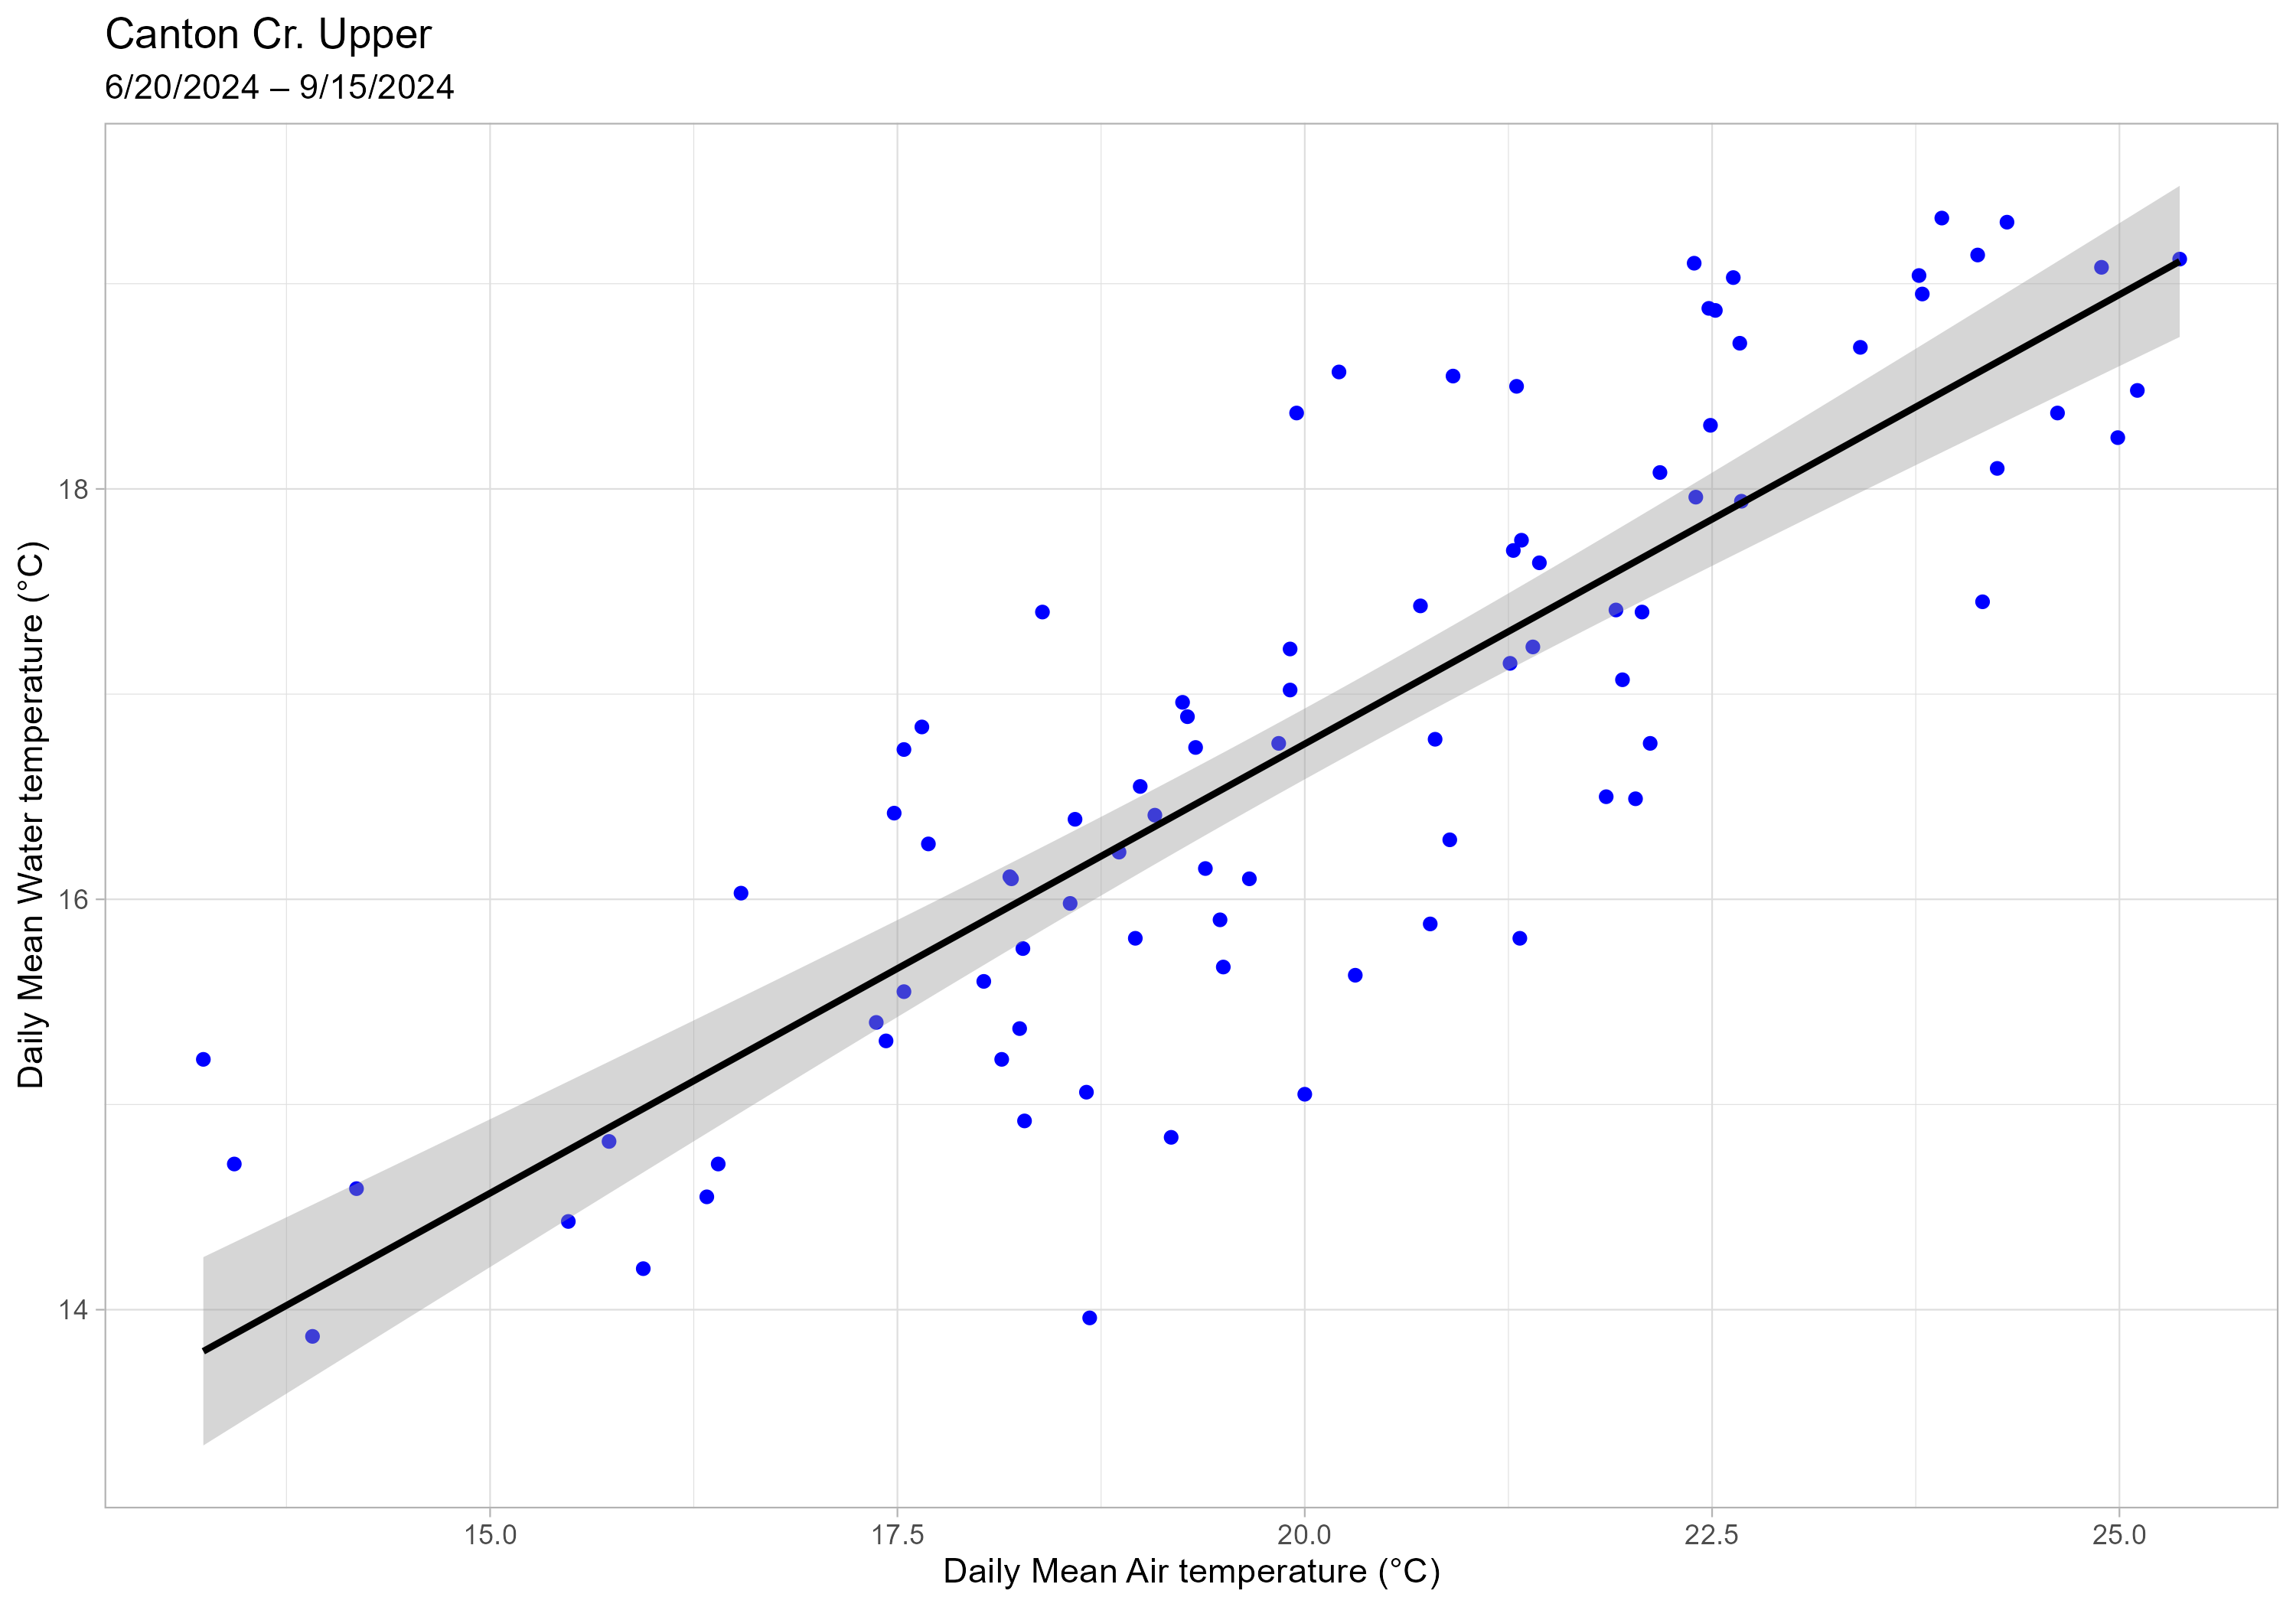 Canton Cr. Upper
6/20/2024 – 9/15/2024
Daily Mean Water temperature (°C)
18
16
14
15.0
17.5
20.0
22.5
25.0
Daily Mean Air temperature (°C)